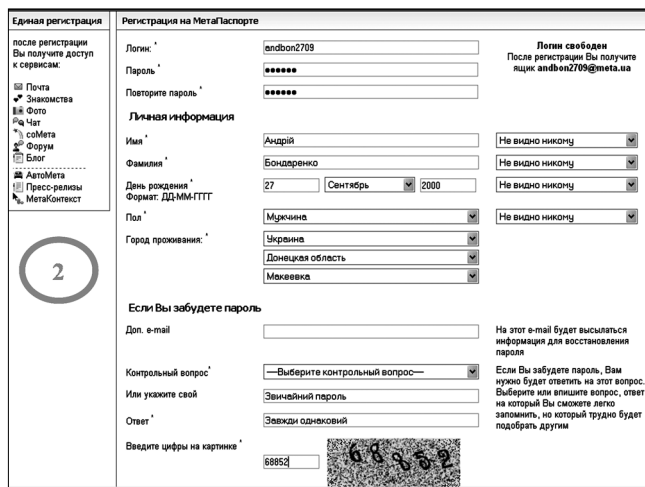 Единая регистрация
после регистрации
Вы получите доступ
к сервисам:
Почта
Знакомства
Фото
Чат
соМета
Форум
Блог
АвтоМета
Пресс-релизы
МетаКонтекст
2
Регистрация на МетаПаспорте
Логин: * andbon2709
Логин свободен
После регистрации Вы получите
ящик andbon2709@meta.ua
Пароль * ●●●●●●
Повторите пароль * ●●●●●●
Личная информация
Имя * Андрій Не видно никому
Фамилия * Бондаренко Не видно никому
День рождения * 27 Сентябрь 2000 Не видно никому
Формат: ДД-ММ-ГГГГ
Пол * Мужчина Не видно никому
Город проживания: * Украина
Донецкая область
Макеевка
Если Вы забудете пароль
Доп. e-mail
На этот e-mail будет высылаться
информация для восстановления
пароля
Контрольный вопрос * —Выберите контрольный вопрос—
Или укажите свой Звичайний пароль
Ответ * Завжди однаковий
Если Вы забудете пароль, Вам
нужно будет ответить на этот вопрос.
Выберите или впишите вопрос, ответ
на который Вы сможете легко
запомнить, но который трудно будет
подобрать другим
Введите цифры на картинке *
68852
68852